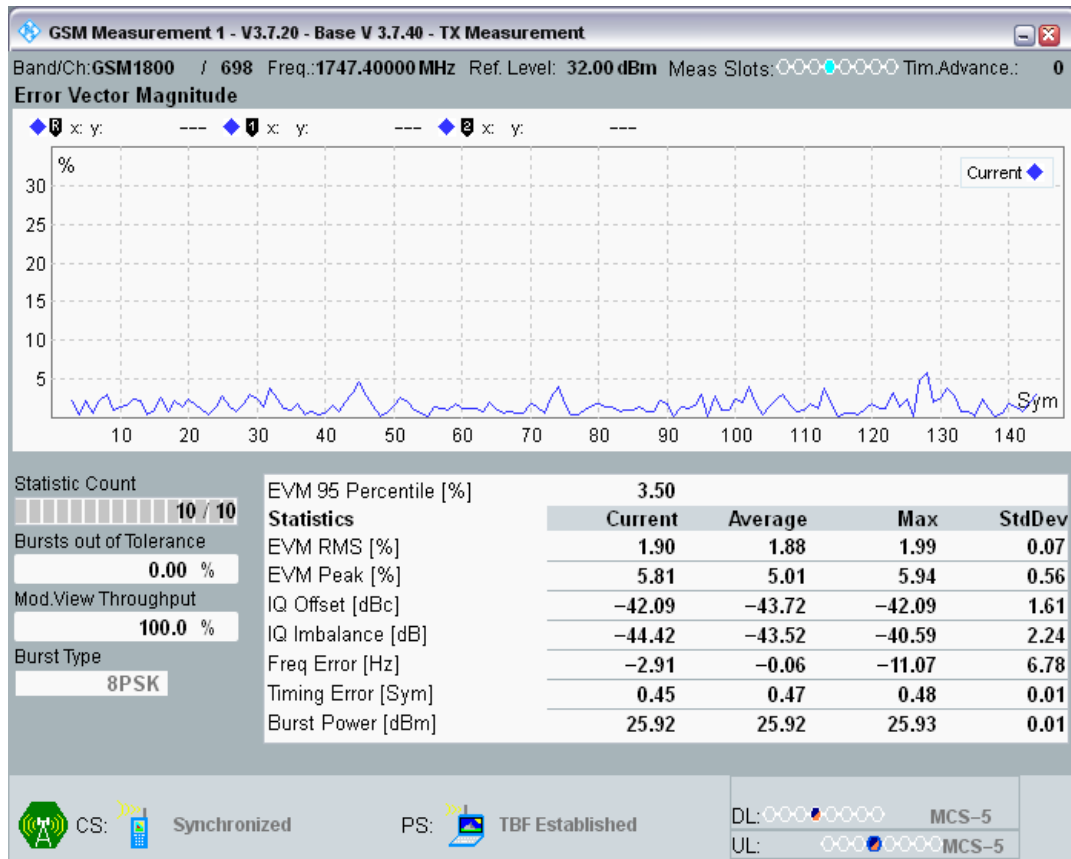 GSM Measurement 1 - V3.7.20 - Base V 3.7.40 - TX Measurement
Band/Ch:GSM1800 / 698 Freq.:1747.40000 MHz Ref. Level: 32.00 dBm Meas Slots: Tim.Advance.: 0
Error Vector Magnitude
R x: y: --- 1 x: y: --- 2 x: y: ---
%
Current
30
25
20
15
10
5
Sym
10 20 30 40 50 60 70 80 90 100 110 120 130 140
Statistic Count
10 / 10
Bursts out of Tolerance
0.00 %
Mod.View Throughput
100.0 %
Burst Type
8PSK
EVM 95 Percentile [%] 3.50
Statistics Current Average Max StdDev
EVM RMS [%] 1.90 1.88 1.99 0.07
EVM Peak [%] 5.81 5.01 5.94 0.56
IQ Offset [dBc] −42.09 −43.72 −42.09 1.61
IQ Imbalance [dB] −44.42 −43.52 −40.59 2.24
Freq Error [Hz] −2.91 −0.06 −11.07 6.78
Timing Error [Sym] 0.45 0.47 0.48 0.01
Burst Power [dBm] 25.92 25.92 25.93 0.01
CS: Synchronized PS: TBF Established
DL: MCS−5
UL: MCS−5